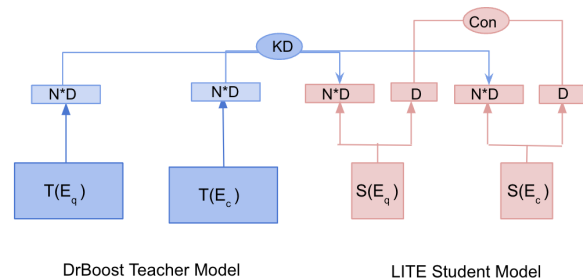 Con
KD
N*D
N*D
N*D
D
N*D
D
T(E_q)
T(E_c)
S(E_q)
S(E_c)
DrBoost Teacher Model
LITE Student Model